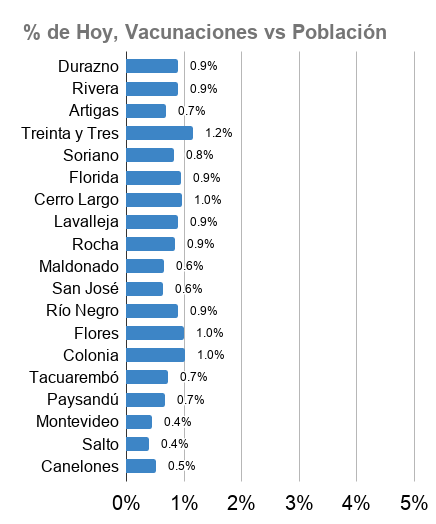 % de Hoy, Vacunaciones vs Población
Durazno 0.9%
Rivera 0.9%
Artigas 0.7%
Treinta y Tres 1.2%
Soriano 0.8%
Florida 0.9%
Cerro Largo 1.0%
Lavalleja 0.9%
Rocha 0.9%
Maldonado 0.6%
San José 0.6%
Río Negro 0.9%
Flores 1.0%
Colonia 1.0%
Tacuarembó 0.7%
Paysandú 0.7%
Montevideo 0.4%
Salto 0.4%
Canelones 0.5%
0% 1% 2% 3% 4% 5%